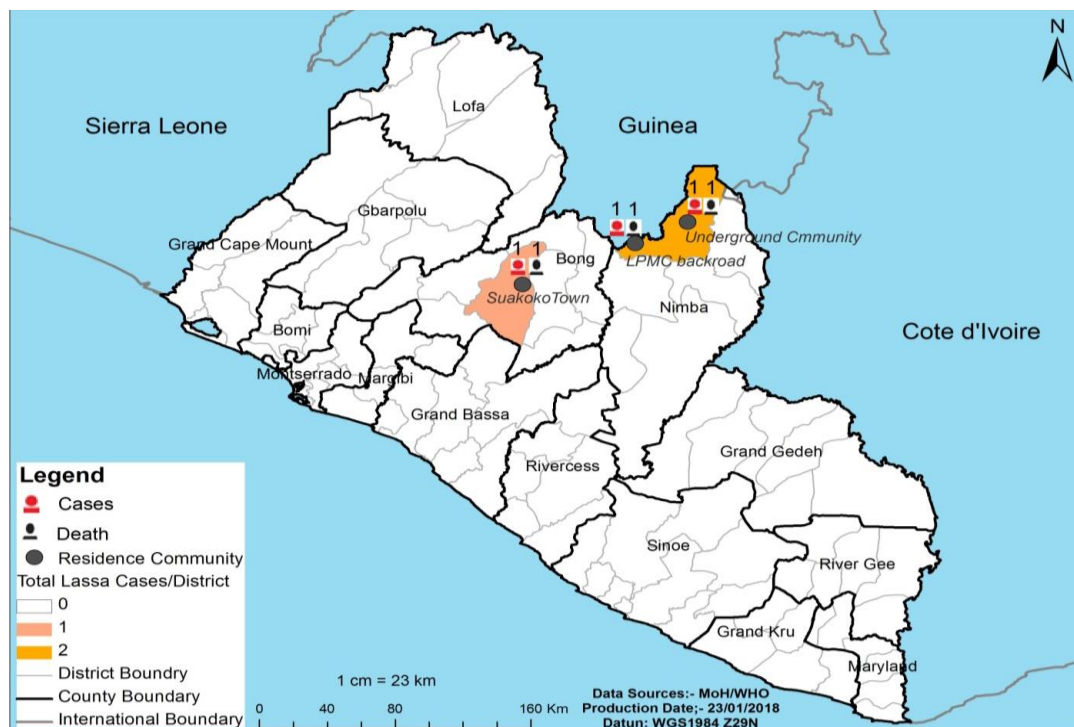 N
Sierra Leone
Guinea
Lofa
Gbarpolu
Grand Cape Mount
1 1
1 1
Underground Cmmunity
LPMC backroad
1 1
Bong
SuakokoTown
Nimba
Cote d'Ivoire
Bomi
Montserrado
Margibi
Grand Bassa
Rivercess
Grand Gedeh
Sinoe
River Gee
Grand Kru
Maryland
Legend
Cases
Death
Residence Community
Total Lassa Cases/District
0
1
2
District Boundry
County Boundary
International Boundary
1 cm = 23 km
0 20 40 80 120 160 Km
Data Sources:- MoH/WHO
Production Date;- 23/01/2018
Datun: WGS1984 Z29N